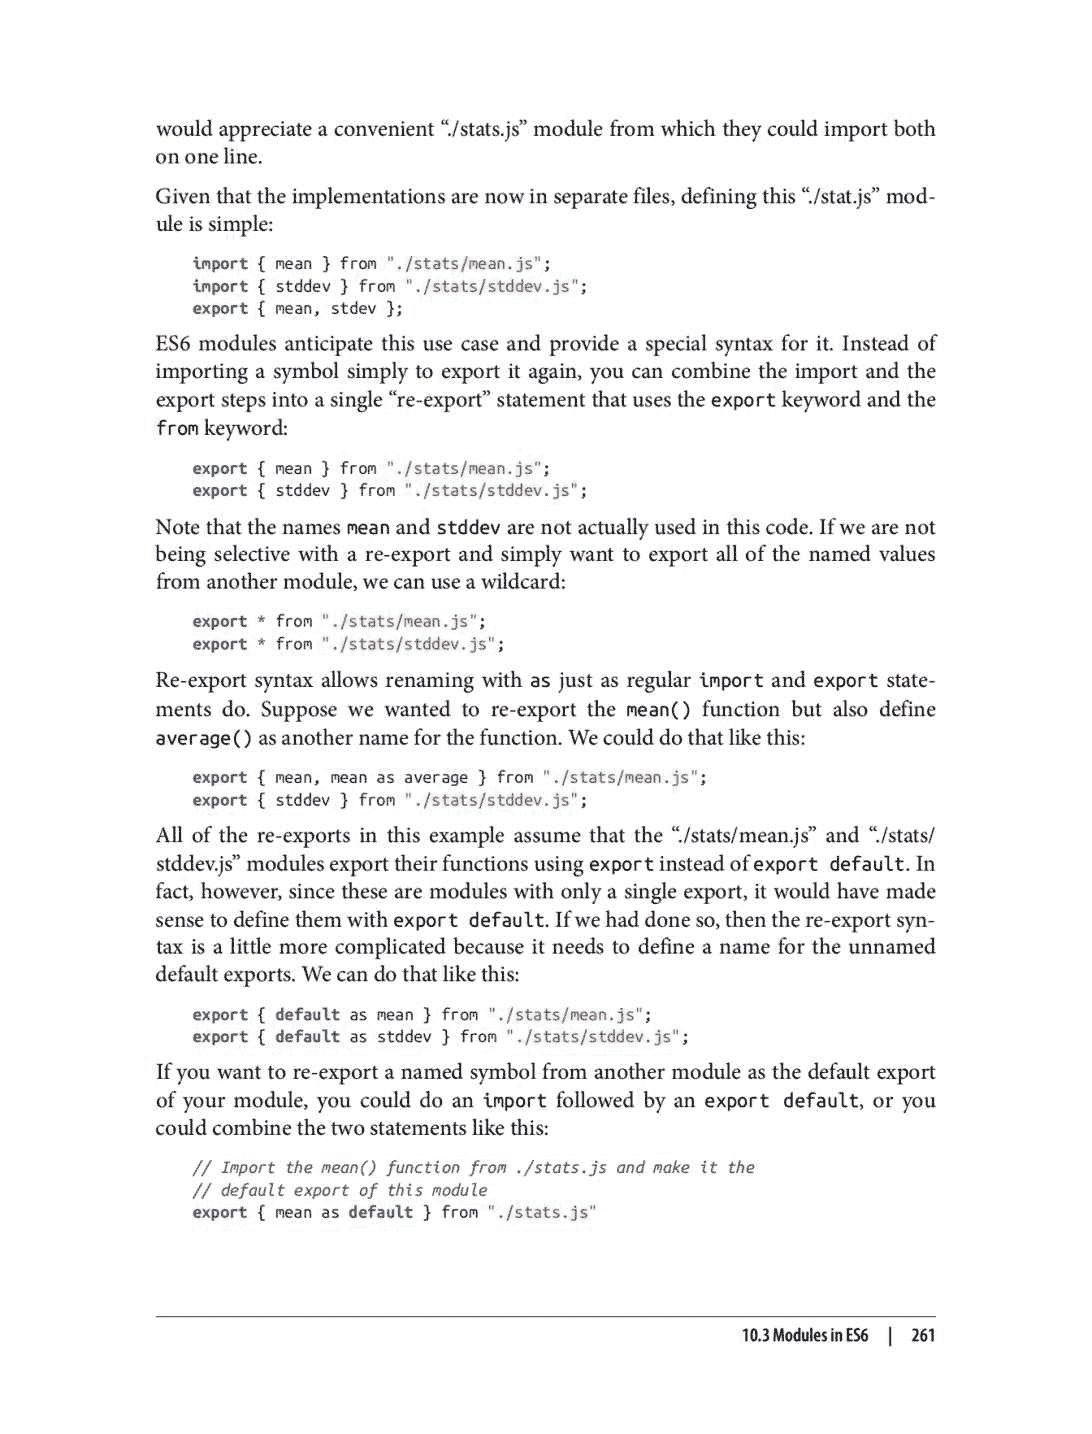 would appreciate a convenient “./stats.js” module from which they could import both
on one line.
Given that the implementations are now in separate files, defining this “./stat.js” mod-
ule is simple:
import { mean } from "./stats/mean.js";
import { stddev } from "./stats/stddev.js";
export { mean, stdev };
ES6 modules anticipate this use case and provide a special syntax for it. Instead of
importing a symbol simply to export it again, you can combine the import and the
export steps into a single “re-export” statement that uses the export keyword and the
from keyword:
export { mean } from "./stats/mean.js";
export { stddev } from "./stats/stddev.js";
Note that the names mean and stddev are not actually used in this code. If we are not
being selective with a re-export and simply want to export all of the named values
from another module, we can use a wildcard:
export * from "./stats/mean.js";
export * from "./stats/stddev.js";
Re-export syntax allows renaming with as just as regular import and export state-
ments do. Suppose we wanted to re-export the mean() function but also define
average() as another name for the function. We could do that like this:
export { mean, mean as average } from "./stats/mean.js";
export { stddev } from "./stats/stddev.js";
All of the re-exports in this example assume that the “./stats/mean.js” and “./stats/
stddev.js” modules export their functions using export instead of export default. In
fact, however, since these are modules with only a single export, it would have made
sense to define them with export default. If we had done so, then the re-export syn-
tax is a little more complicated because it needs to define a name for the unnamed
default exports. We can do that like this:
export { default as mean } from "./stats/mean.js";
export { default as stddev } from "./stats/stddev.js";
If you want to re-export a named symbol from another module as the default export
of your module, you could do an import followed by an export default, or you
could combine the two statements like this:
// Import the mean() function from ./stats.js and make it the
// default export of this module
export { mean as default } from "./stats.js"
10.3 Modules in ES6 | 261